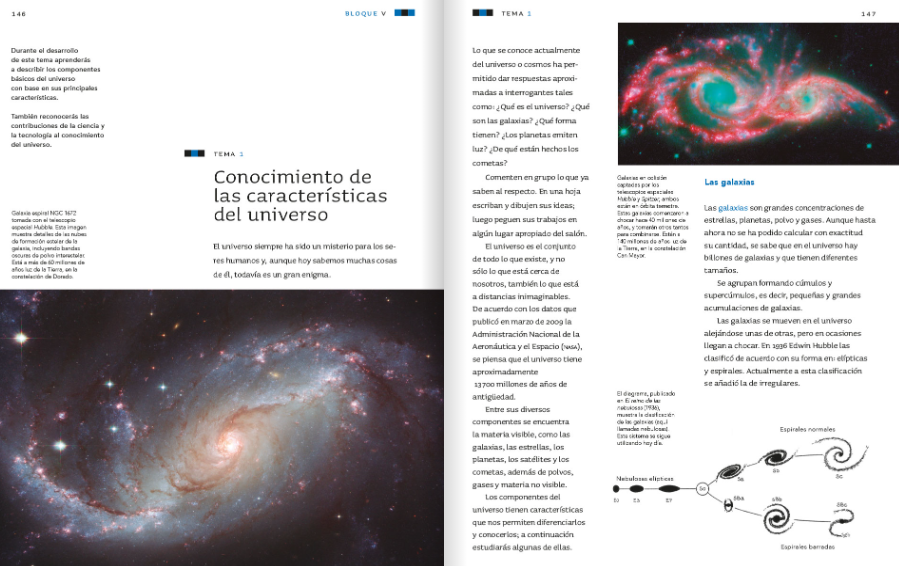 146
BLOQUE V
Durante el desarrollo
de este tema aprenderás
a describir los componentes
básicos del universo
con base en sus principales
características.
También reconocerás las
contribuciones de la ciencia y
la tecnología al conocimiento
del universo.
TEMA 1
Conocimiento de
las características
del universo
Galaxia espiral NGC 1672
tomada con el telescopio
espacial Hubble. Esta imagen
muestra detalles de las nubes
de formación estelar de la
galaxia, incluyendo bandas
oscuras de polvo interestelar.
Está a más de 60 millones de
años luz de la Tierra, en la
constelación de Dorado.
El universo siempre ha sido un misterio para los se-
res humanos y, aunque hoy sabemos muchas cosas
de él, todavía es un gran enigma.
TEMA 1
147
Lo que se conoce actualmente
del universo o cosmos ha per-
mitido dar respuestas aproxi-
madas a interrogantes tales
como: ¿Qué es el universo? ¿Qué
son las galaxias? ¿Qué forma
tienen? ¿Los planetas emiten
luz? ¿De qué están hechos los
cometas?
Comenten en grupo lo que ya
saben al respecto. En una hoja
escriban y dibujen sus ideas;
luego peguen sus trabajos en
algún lugar apropiado del salón.
El universo es el conjunto
de todo lo que existe, y no
sólo lo que está cerca de
nosotros, también lo que está
a distancias inimaginables.
De acuerdo con los datos que
publicó en marzo de 2009 la
Administración Nacional de la
Aeronáutica y el Espacio (NASA),
se piensa que el universo tiene
aproximadamente
13700 millones de años de
antigüedad.
Entre sus diversos
componentes se encuentra
la materia visible, como las
galaxias, las estrellas, los
planetas, los satélites y los
cometas, además de polvos,
gases y materia no visible.
Los componentes del
universo tienen características
que nos permiten diferenciarlos
y conocerlos; a continuación
estudiarás algunas de ellas.
Galaxias en colisión
captadas por los
telescopios espaciales
Hubble y Spitzer, ambos
están en órbita terrestre.
Estas galaxias comenzaron a
chocar hace 40 millones de
años, y tomarán otros tantos
para combinarse. Están a
140 millones de años luz de
la Tierra, en la constelación
Can Mayor.
Las galaxias
Las galaxias son grandes concentraciones de
estrellas, planetas, polvo y gases. Aunque hasta
ahora no se ha podido calcular con exactitud
su cantidad, se sabe que en el universo hay
billones de galaxias y que tienen diferentes
tamaños.
Se agrupan formando cúmulos y
supercúmulos, es decir, pequeñas y grandes
acumulaciones de galaxias.
Las galaxias se mueven en el universo
alejándose unas de otras, pero en ocasiones
llegan a chocar. En 1936 Edwin Hubble las
clasificó de acuerdo con su forma en: elípticas
y espirales. Actualmente a esta clasificación
se añadió la de irregulares.
El diagrama, publicado
en El reino de las
nebulosas (1936),
muestra la clasificación
de las galaxias (aquí
llamadas nebulosas).
Este sistema se sigue
utilizando hoy día.
Espirales normales
Sa
Sb
Sc
Nebulosas elípticas
E7
SBa
SBb
SBc
Espirales barradas